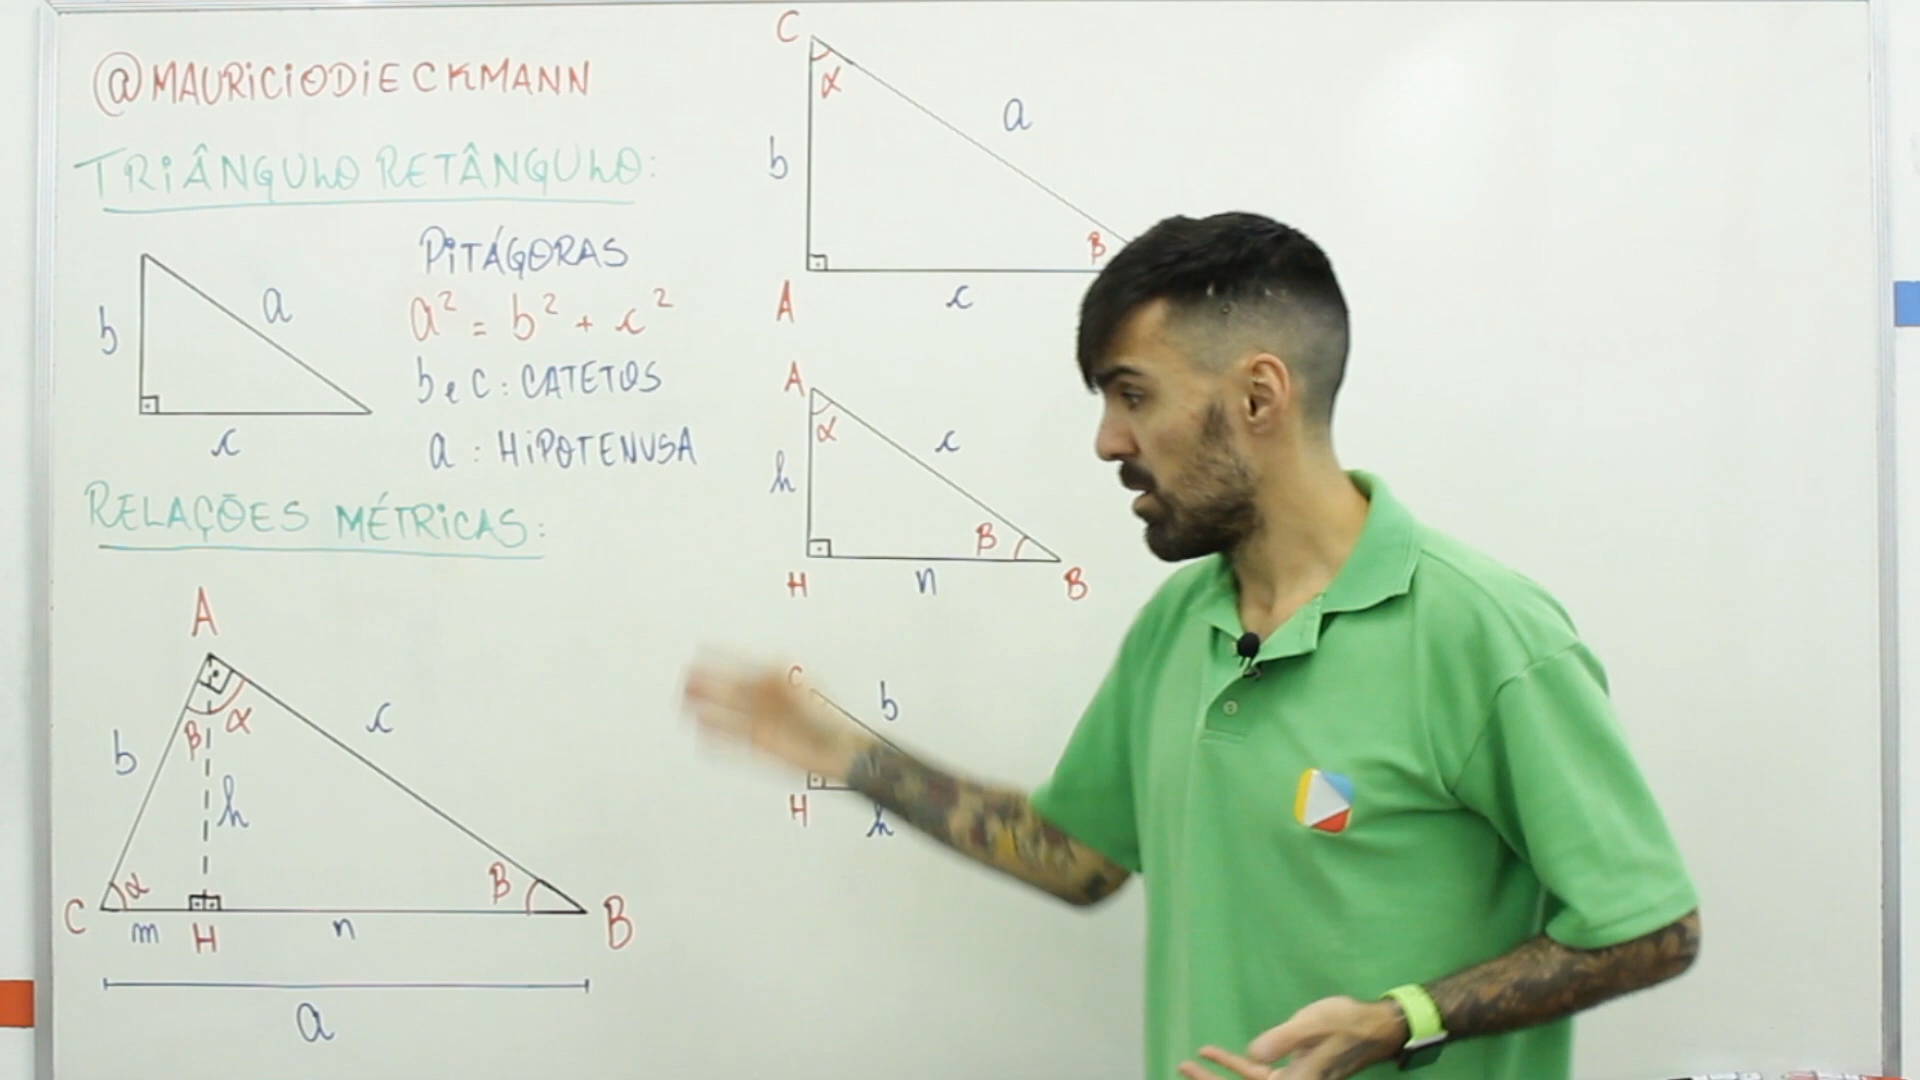 @MAURICIODIECKMANN
TRIÂNGULO RETÂNGULO:
b
a
c
PITÁGORAS
a² = b² + c²
b e c : CATETOS
a : HIPOTENUSA
RELAÇÕES MÉTRICAS:
A
b
β
α
c
h
C
α
β
B
m
H
n
a
C
α
a
b
β
A
c
A
α
c
h
β
H
n
B
C
b
H
h